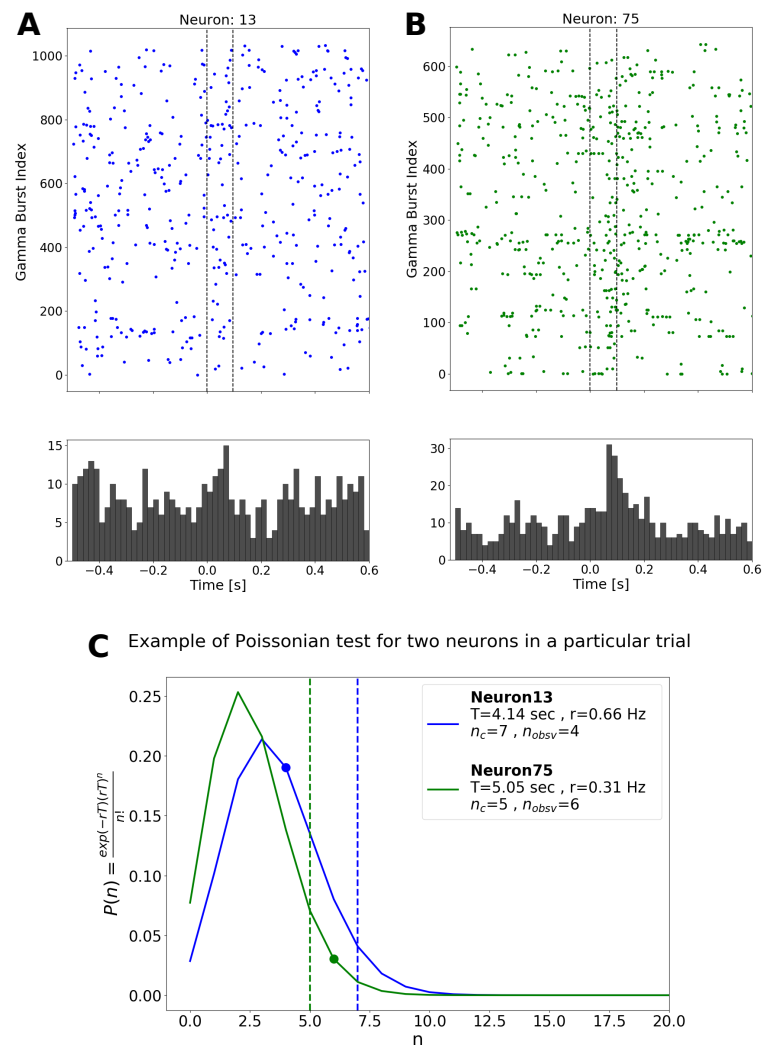 A
Neuron: 13
Gamma Burst Index
1000
800
600
400
200
0
15
10
5
0
−0.4 −0.2 0.0 0.2 0.4 0.6
Time [s]
B
Neuron: 75
Gamma Burst Index
600
500
400
300
200
100
0
30
20
10
0
−0.4 −0.2 0.0 0.2 0.4 0.6
Time [s]
C
Example of Poissonian test for two neurons in a particular trial
P(n) = exp(−rT)(rT)^n / n!
0.25
0.20
0.15
0.10
0.05
0.00
Neuron13
T=4.14 sec , r=0.66 Hz
n_c=7 , n_obsv=4
Neuron75
T=5.05 sec , r=0.31 Hz
n_c=5 , n_obsv=6
0.0 2.5 5.0 7.5 10.0 12.5 15.0 17.5 20.0
n